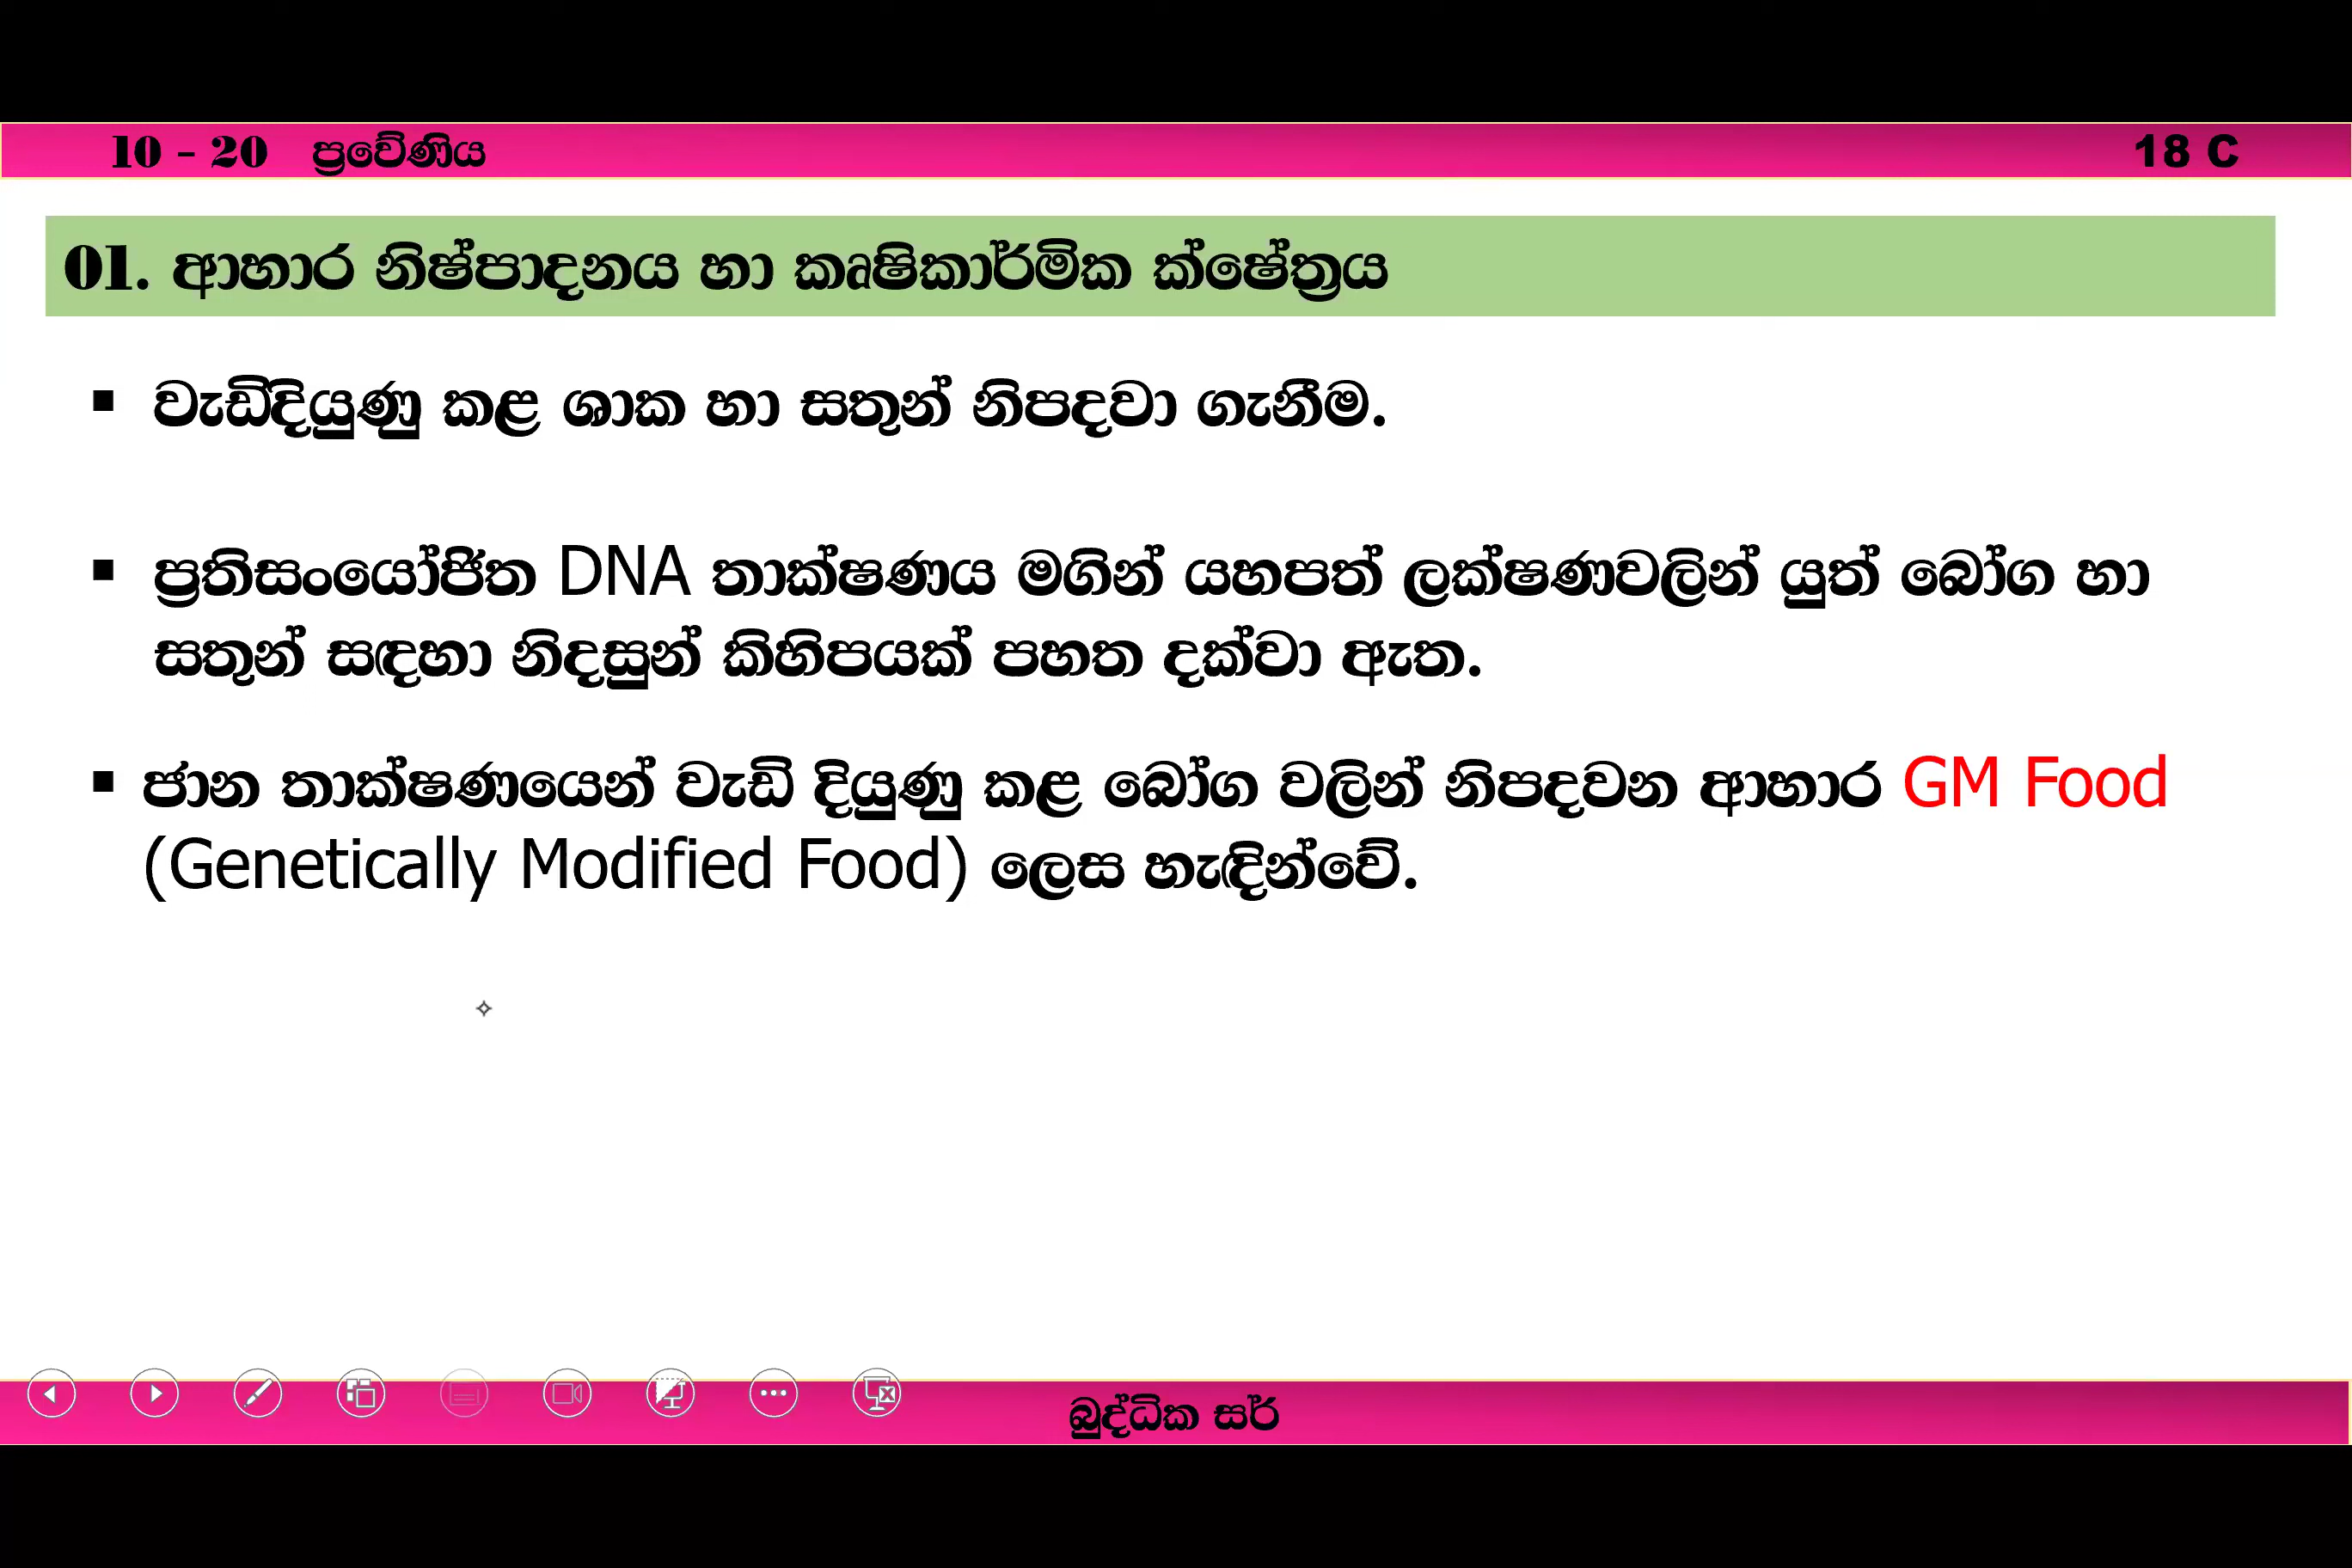 10 - 20 ප්‍රවේණිය
18 C
01. ආහාර නිෂ්පාදනය හා කෘෂිකාර්මික ක්ෂේත්‍රය
▪ වැඩිදියුණු කළ ශාක හා සතුන් නිපදවා ගැනීම.
▪ ප්‍රතිසංයෝජිත DNA තාක්ෂණය මගින් යහපත් ලක්ෂණවලින් යුත් බෝග හා
සතුන් සඳහා නිදසුන් කිහිපයක් පහත දක්වා ඇත.
▪ ජාන තාක්ෂණයෙන් වැඩි දියුණු කළ බෝග වලින් නිපදවන ආහාර GM Food
(Genetically Modified Food) ලෙස හැඳින්වේ.
බුද්ධික සර්